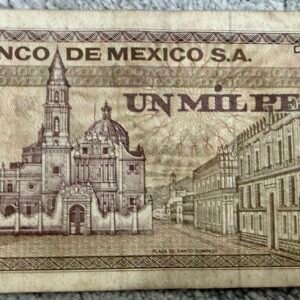 NCO DE MEXICO S.A.
UN MIL PE
PLAZA DE SANTO DOMINGO